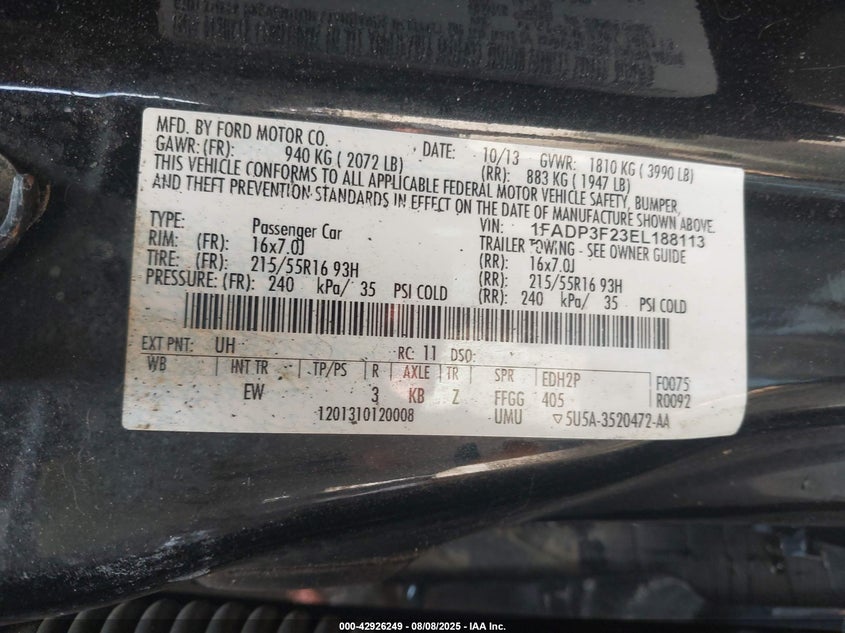 MFD. BY FORD MOTOR CO. DATE: 10/13 GVWR: 1810 KG ( 3990 LB)
GAWR: (FR): 940 KG ( 2072 LB) (RR): 883 KG ( 1947 LB)
THIS VEHICLE CONFORMS TO ALL APPLICABLE FEDERAL MOTOR VEHICLE SAFETY, BUMPER,
AND THEFT PREVENTION STANDARDS IN EFFECT ON THE DATE OF MANUFACTURE SHOWN ABOVE.
VIN: 1FADP3F23EL188113
TYPE: Passenger Car TRAILER TOWING - SEE OWNER GUIDE
RIM: (FR): 16x7.0J (RR): 16x7.0J
TIRE: (FR): 215/55R16 93H (RR): 215/55R16 93H
PRESSURE: (FR): 240 kPa/ 35 PSI COLD (RR): 240 kPa/ 35 PSI COLD
EXT PNT: UH RC: 11 DSO:
WB INT TR TP/PS R AXLE TR SPR EDH2P F0075
EW 3 KB Z FFGG 405 R0092
1201310120008 UMU ▽5U5A-3520472-AA
000-42926249 - 08/08/2025 - IAA Inc.